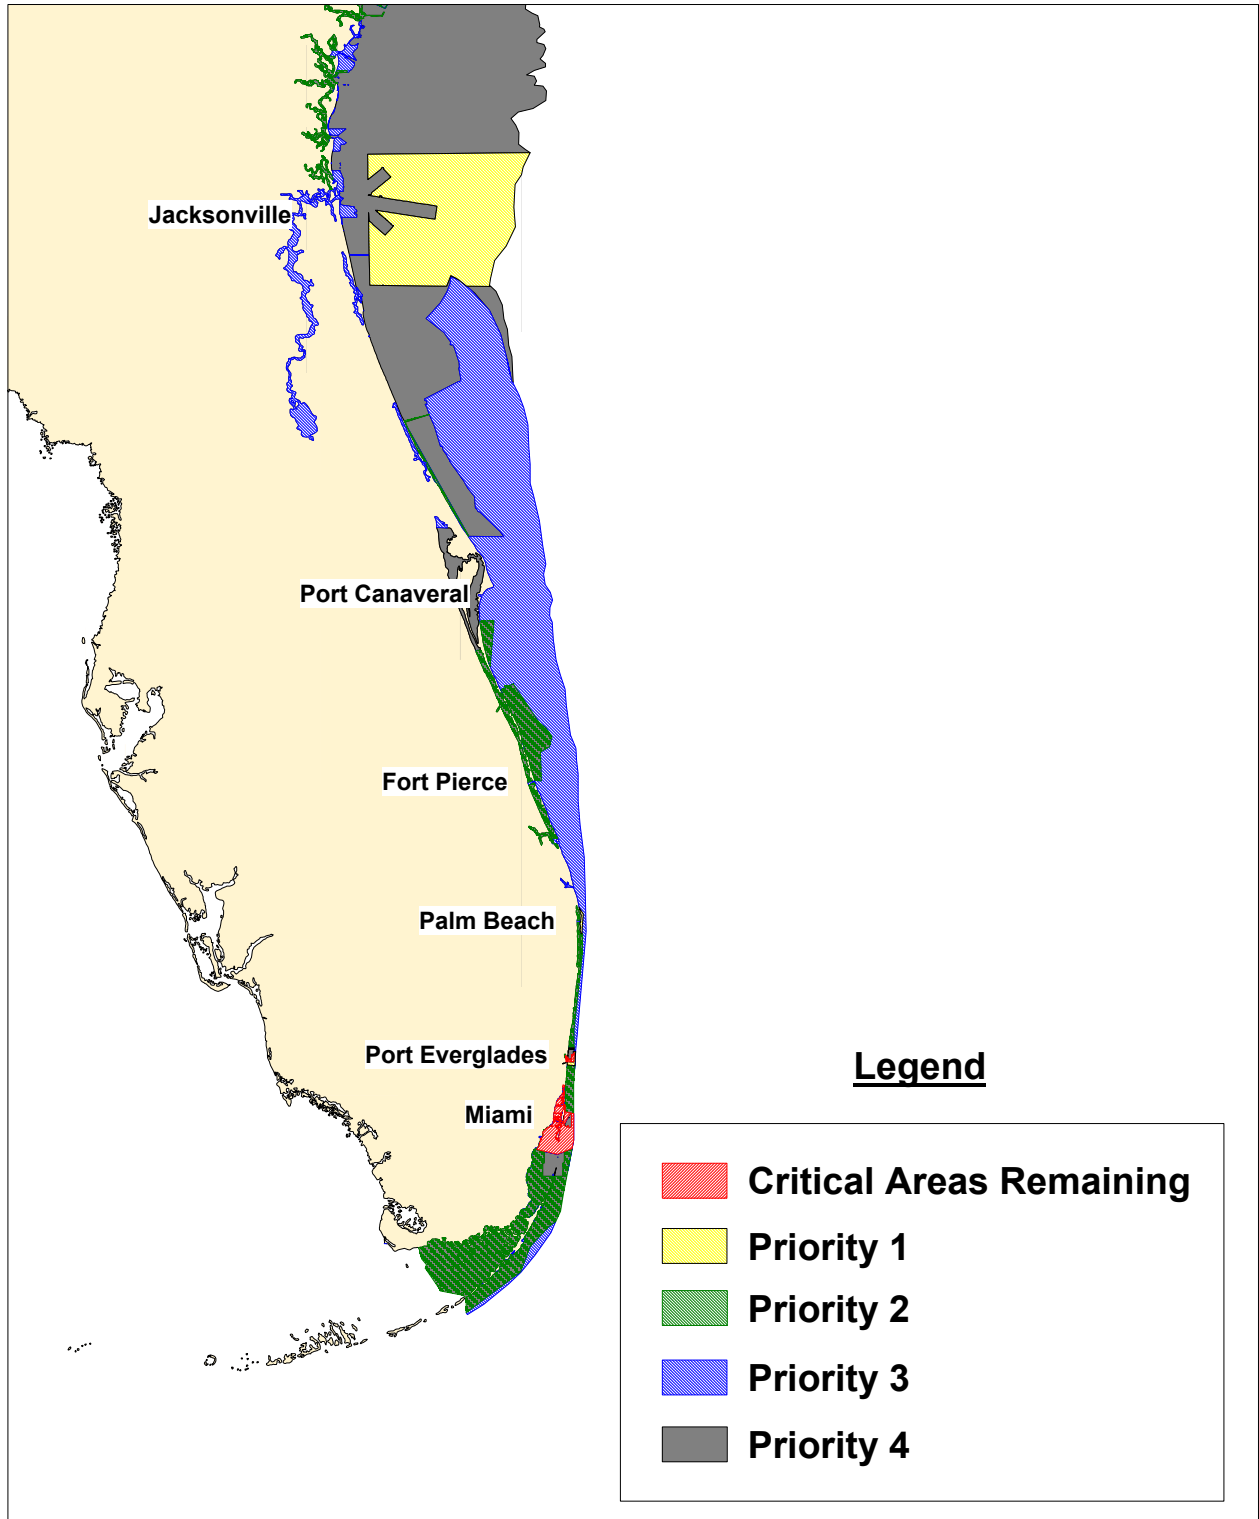 Jacksonville
Port Canaveral
Fort Pierce
Palm Beach
Port Everglades
Miami
Legend
Critical Areas Remaining
Priority 1
Priority 2
Priority 3
Priority 4